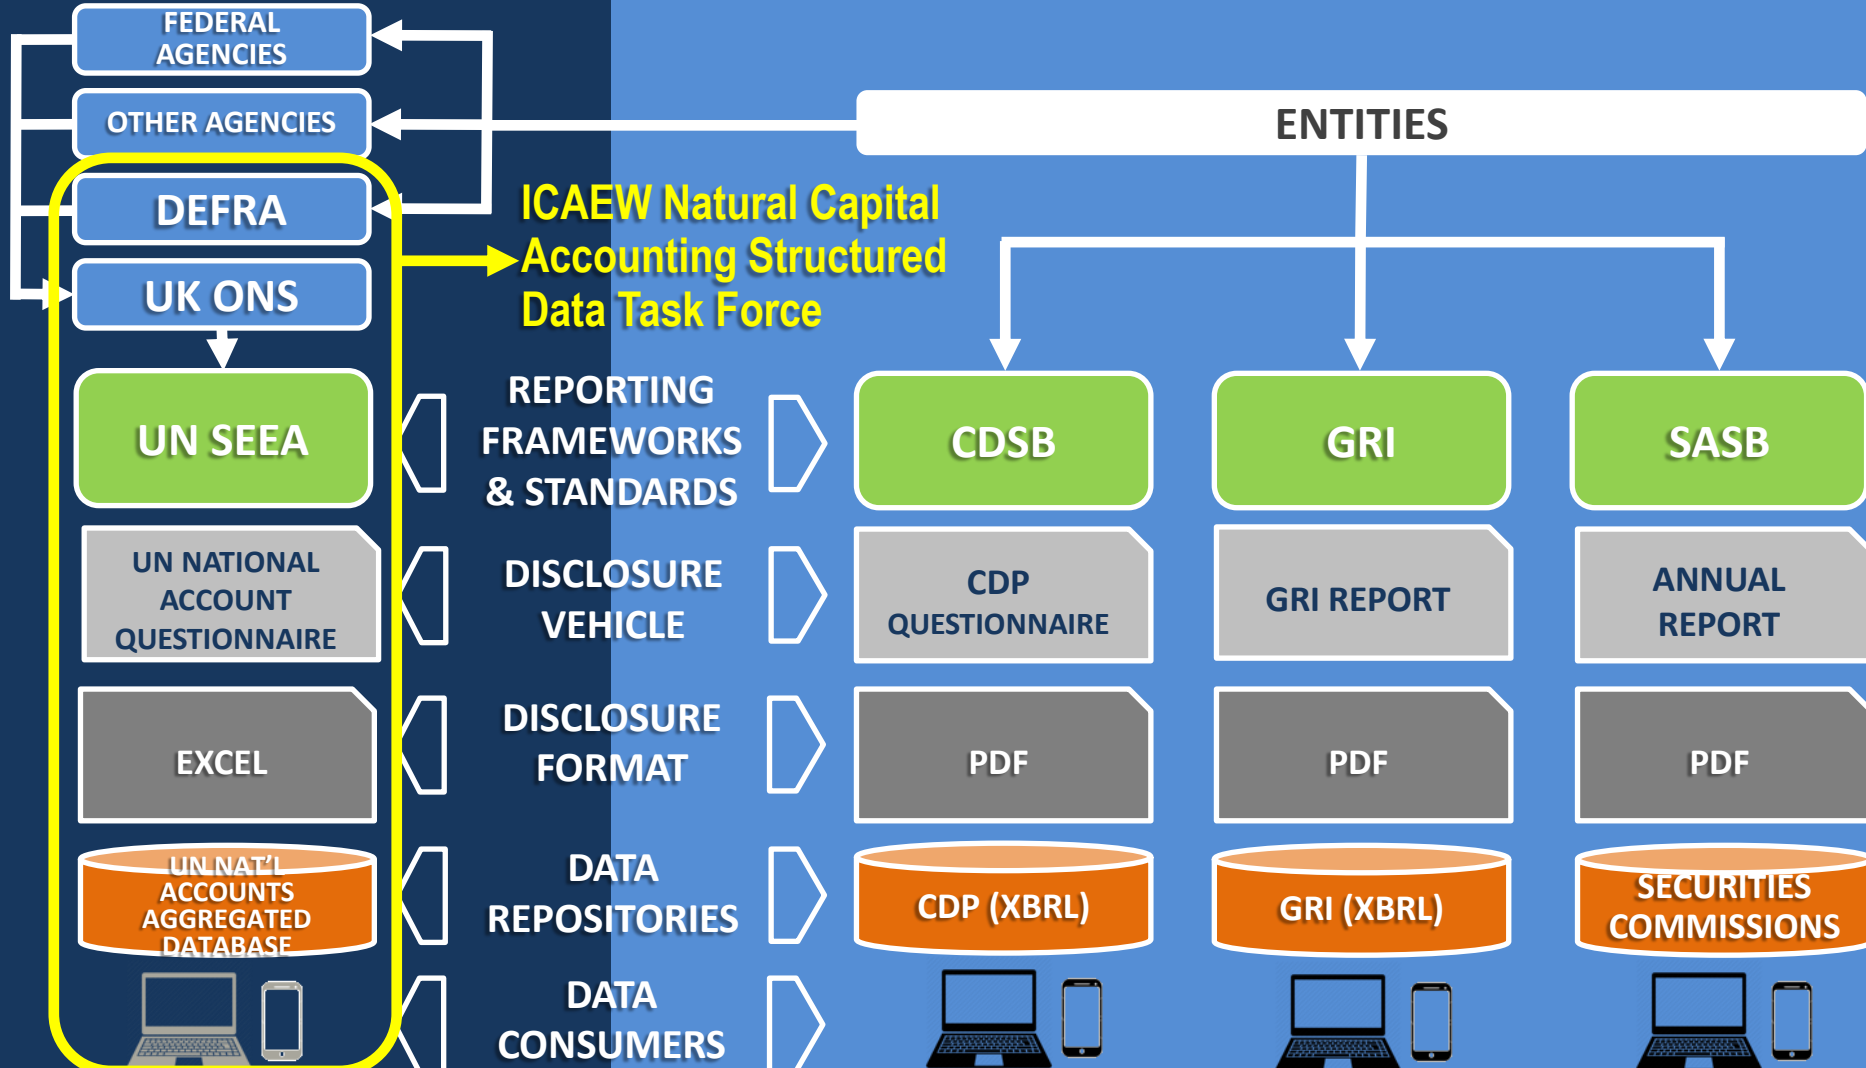 FEDERAL
AGENCIES
OTHER AGENCIES
ENTITIES
DEFRA
UK ONS
ICAEW Natural Capital
Accounting Structured
Data Task Force
UN SEEA
REPORTING
FRAMEWORKS
& STANDARDS
CDSB
GRI
SASB
UN NATIONAL
ACCOUNT
QUESTIONNAIRE
DISCLOSURE
VEHICLE
CDP
QUESTIONNAIRE
GRI REPORT
ANNUAL
REPORT
EXCEL
DISCLOSURE
FORMAT
PDF
PDF
PDF
UN NAT’L
ACCOUNTS
AGGREGATED
DATABASE
DATA
REPOSITORIES
CDP (XBRL)
GRI (XBRL)
SECURITIES
COMMISSIONS
DATA
CONSUMERS